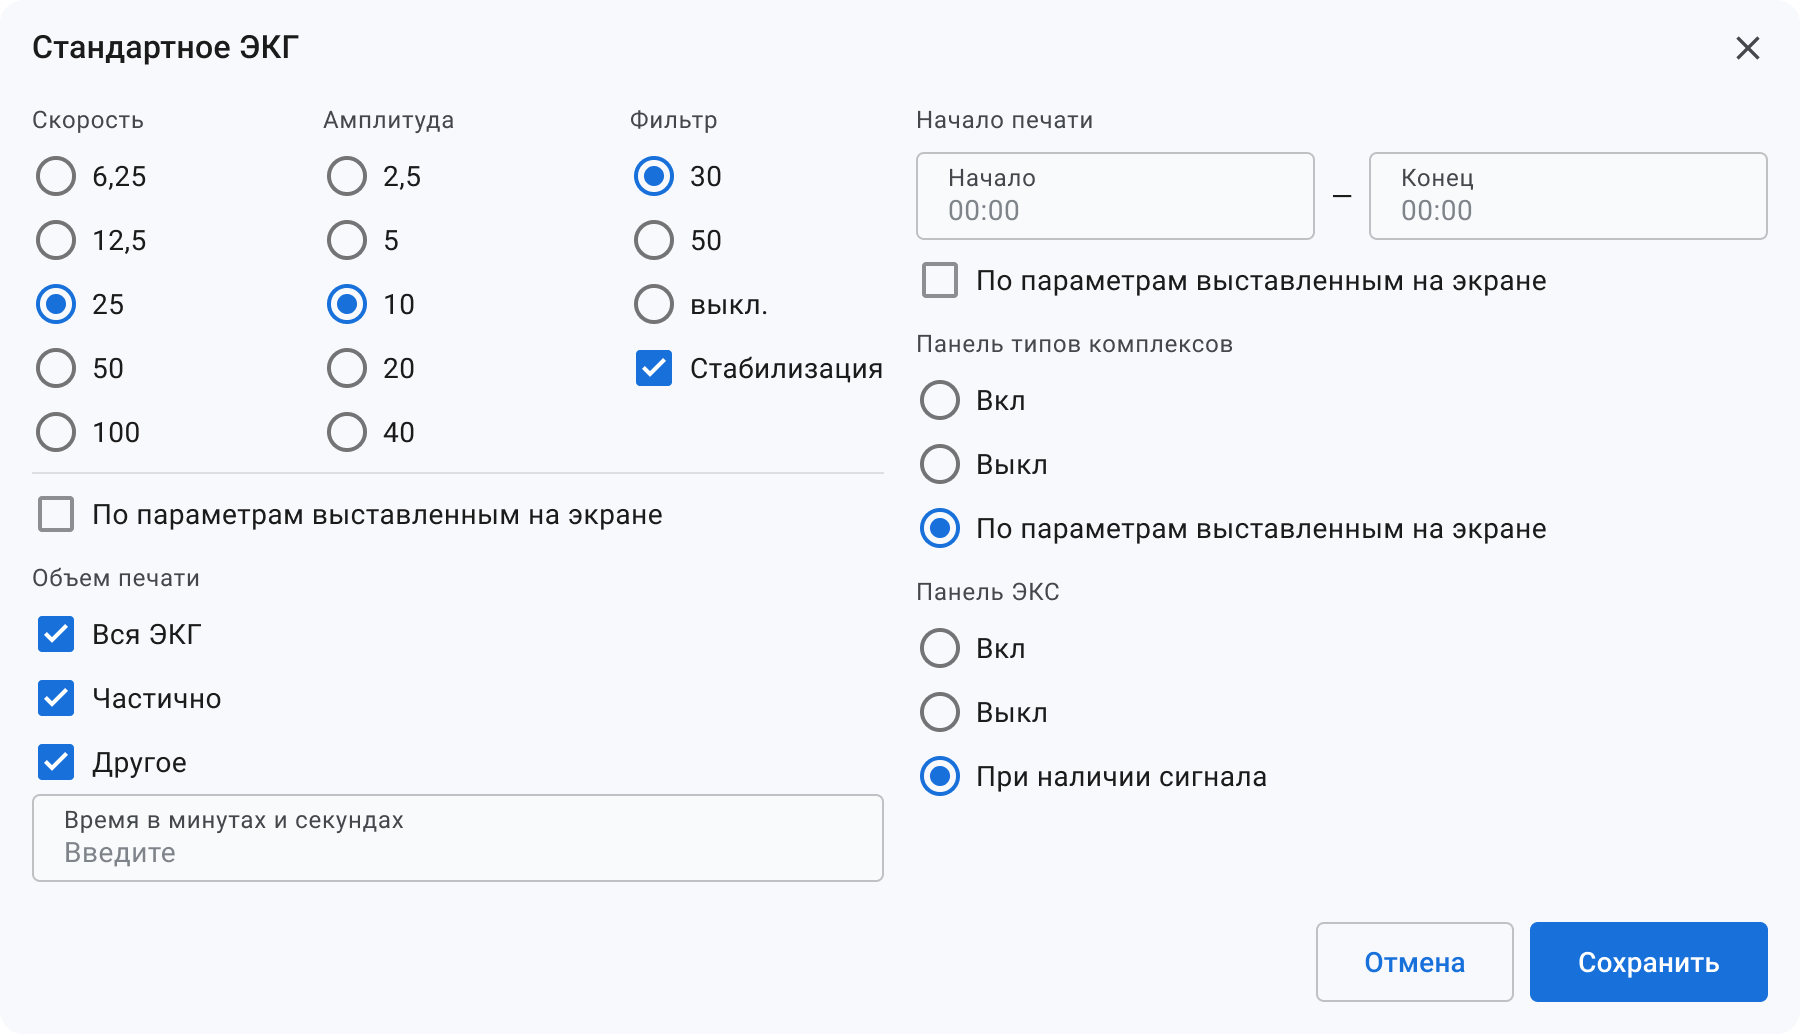 Стандартное ЭКГ
Скорость
6,25
12,5
25
50
100
Амплитуда
2,5
5
10
20
40
Фильтр
30
50
выкл.
Стабилизация
По параметрам выставленным на экране
Объем печати
Вся ЭКГ
Частично
Другое
Время в минутах и секундах
Введите
Начало печати
Начало
00:00
–
Конец
00:00
По параметрам выставленным на экране
Панель типов комплексов
Вкл
Выкл
По параметрам выставленным на экране
Панель ЭКС
Вкл
Выкл
При наличии сигнала
Отмена
Сохранить